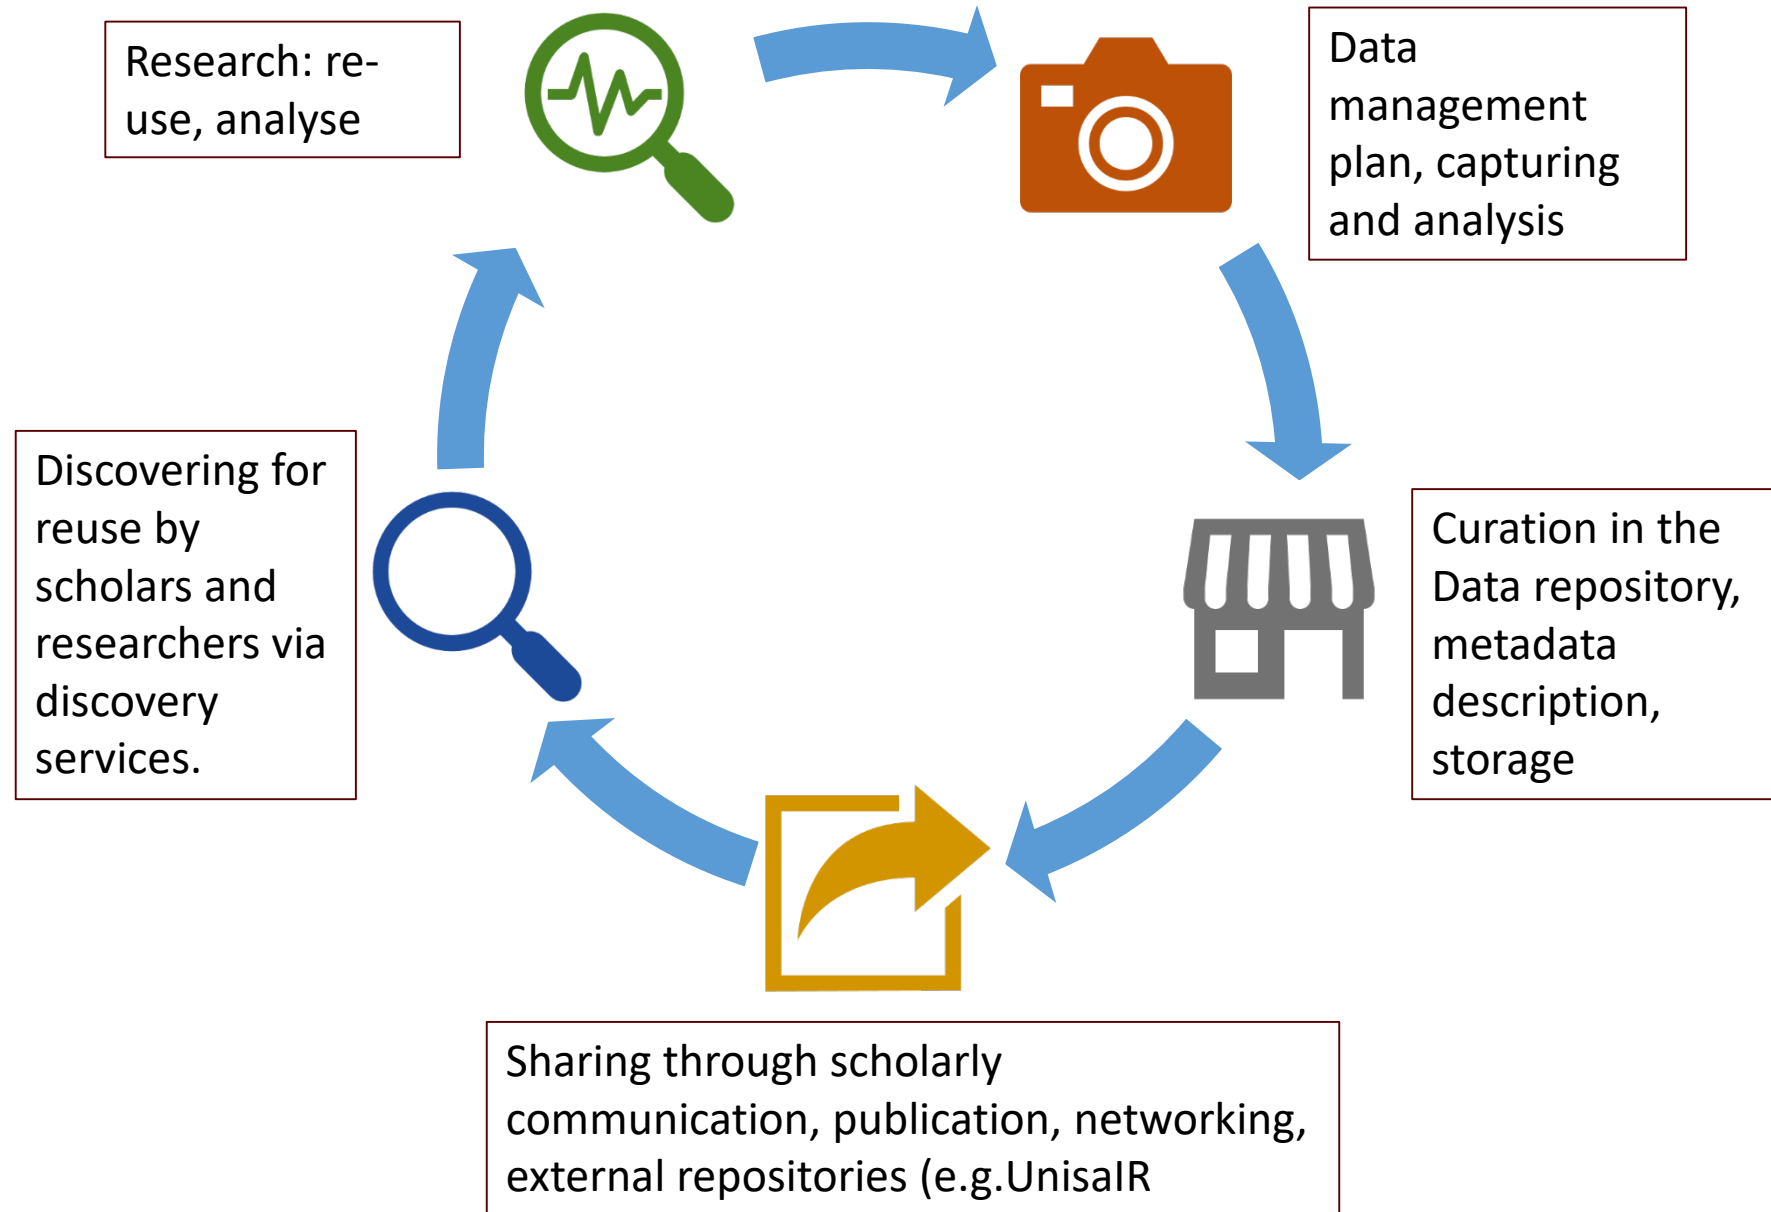 Research: re-
use, analyse
Data
management
plan, capturing
and analysis
Curation in the
Data repository,
metadata
description,
storage
Sharing through scholarly
communication, publication, networking,
external repositories (e.g.UnisaIR
Discovering for
reuse by
scholars and
researchers via
discovery
services.